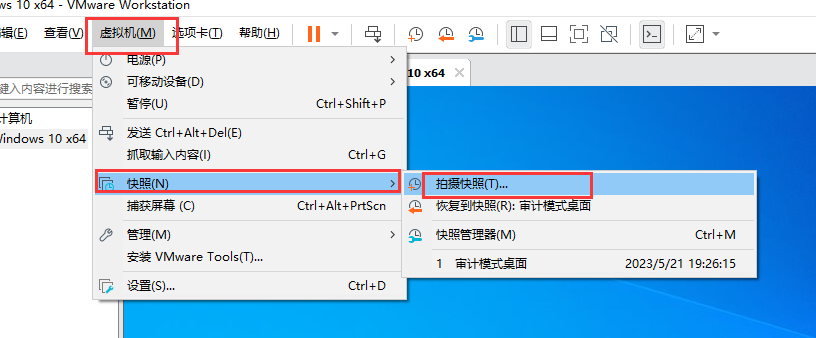 10 x64 - VMware Workstation
编辑(E) 查看(V) 虚拟机(M) 选项卡(T) 帮助(H)
电源(P)
10 x64
可移动设备(D)
键入内容进行搜索
暂停(U) Ctrl+Shift+P
计算机
发送 Ctrl+Alt+Del(E)
Windows 10 x64
抓取输入内容(I) Ctrl+G
快照(N)
拍摄快照(T)...
捕获屏幕 (C) Ctrl+Alt+PrtScn
恢复到快照(R): 审计模式桌面
管理(M)
快照管理器(M) Ctrl+M
安装 VMware Tools(T)...
1 审计模式桌面 2023/5/21 19:26:15
设置(S)... Ctrl+D